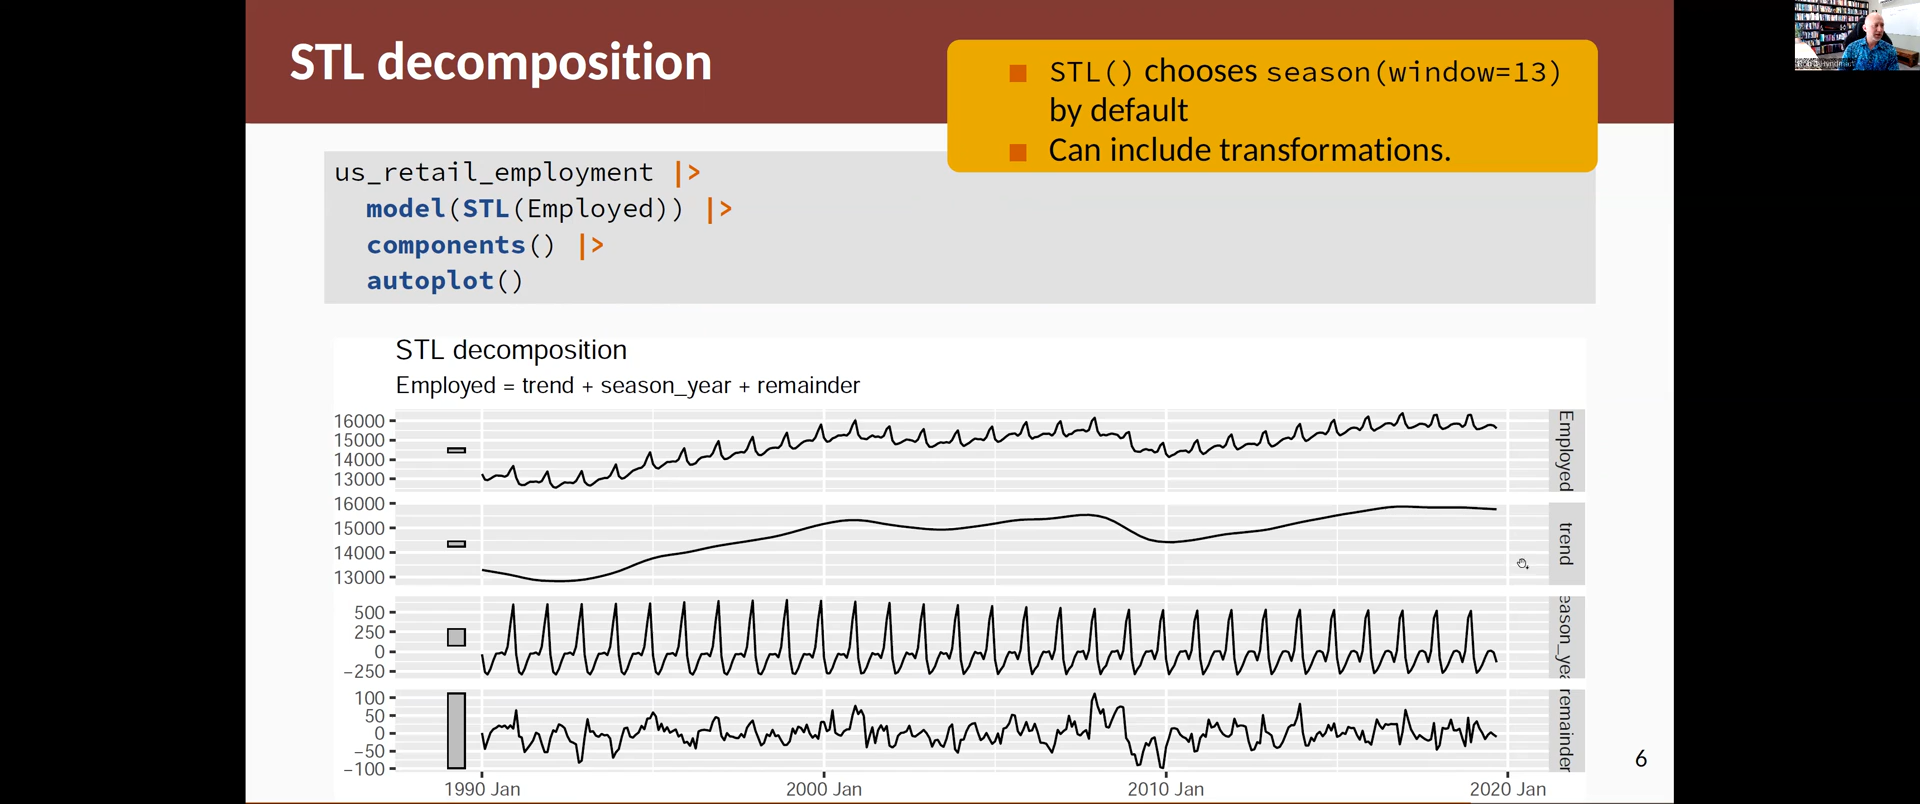 STL decomposition
STL() chooses season(window=13)
by default
Can include transformations.
us_retail_employment |>
model(STL(Employed)) |>
components() |>
autoplot()
STL decomposition
Employed = trend + season_year + remainder
16000
15000
14000
13000
Employed
16000
15000
14000
13000
trend
500
250
0
−250
eason_yea
100
50
0
−50
−100
remainder
1990 Jan
2000 Jan
2010 Jan
2020 Jan
6